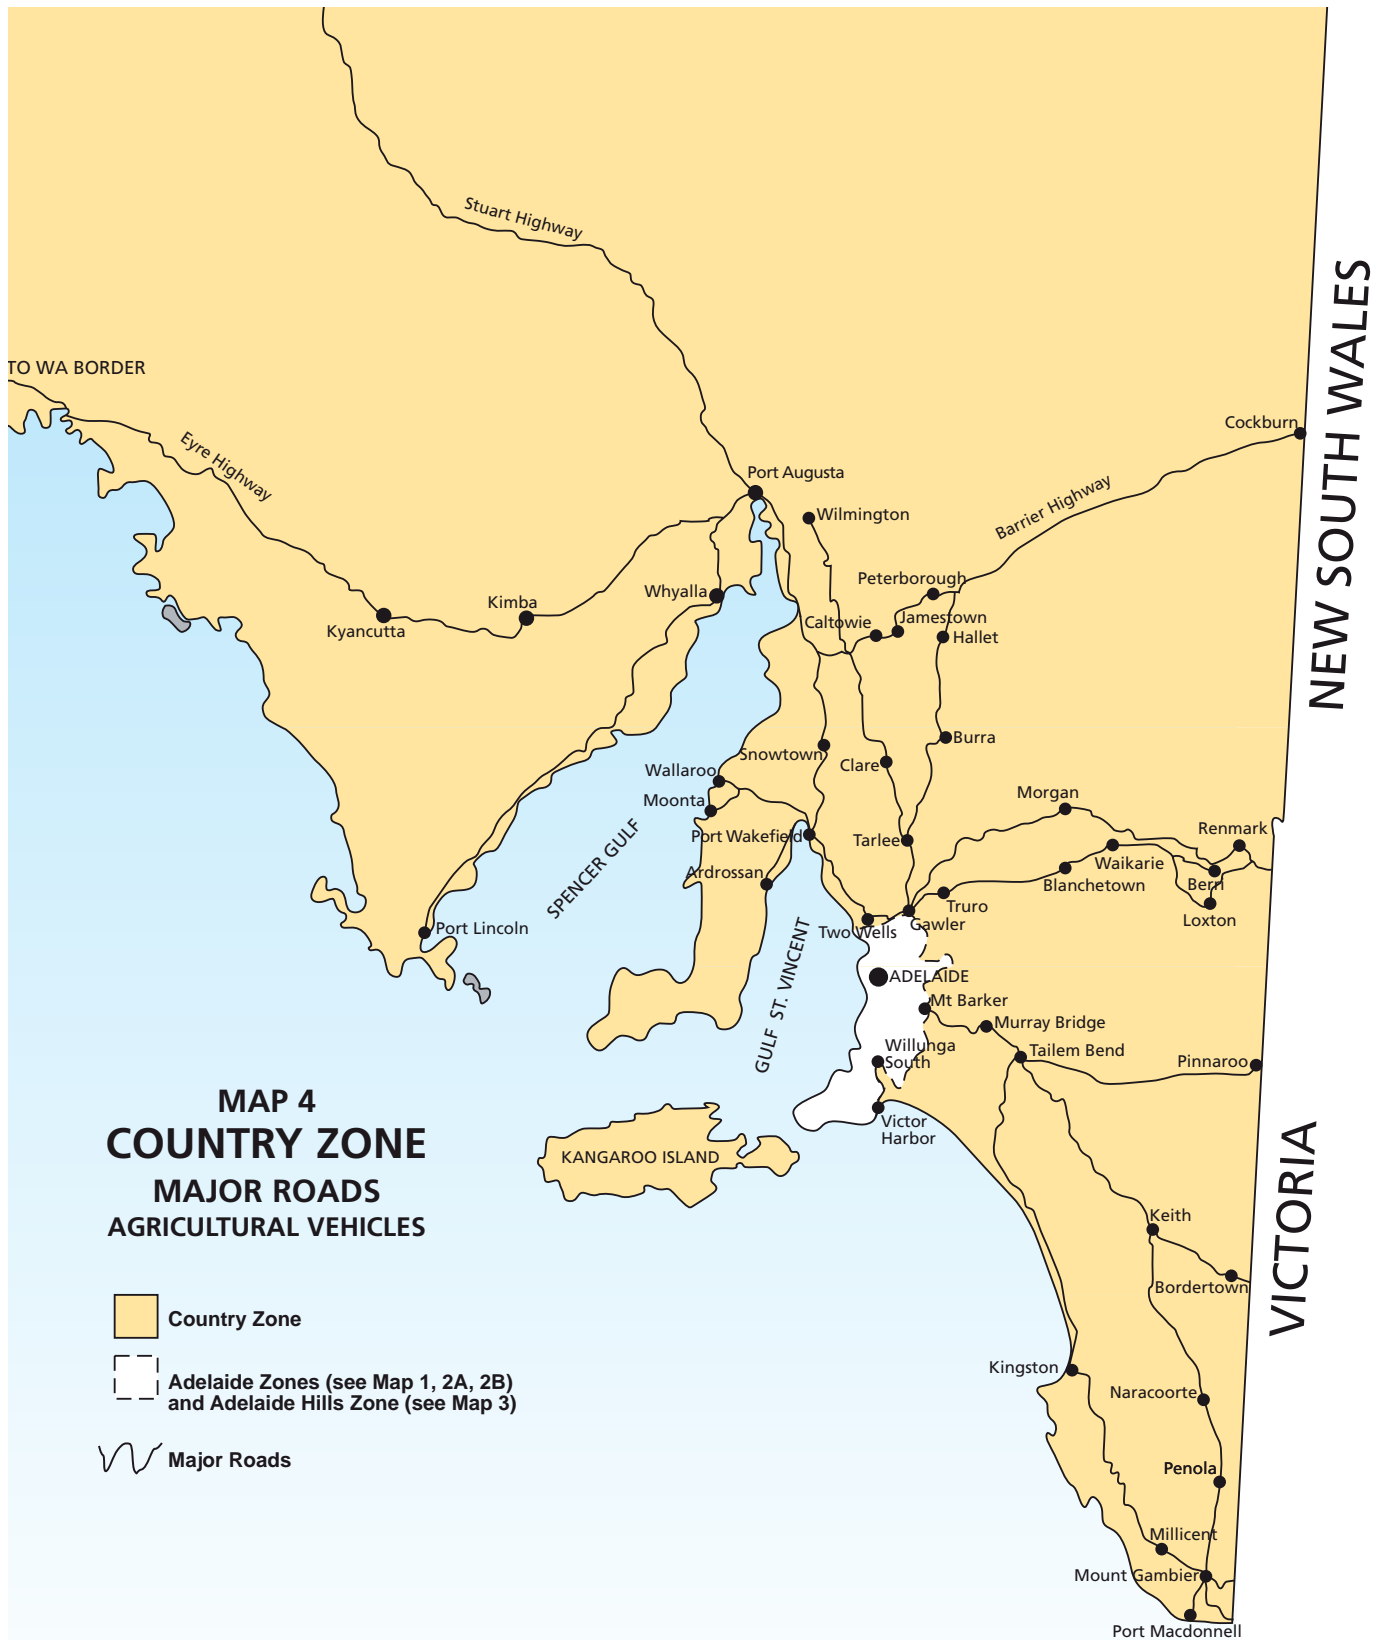 Stuart Highway
NEW SOUTH WALES
TO WA BORDER
Cockburn
Eyre Highway
Port Augusta
Barrier Highway
Wilmington
Peterborough
Whyalla
Kimba
Kyancutta
Caltowie
Jamestown
Hallet
Burra
Snowtown
Clare
Wallaroo
Moonta
Morgan
Port Wakefield
Tarlee
Renmark
SPENCER GULF
Ardrossan
Waikarie
Blanchetown
Berri
Truro
Loxton
Port Lincoln
Two Wells
Gawler
GULF ST. VINCENT
ADELAIDE
Mt Barker
Murray Bridge
Willunga
South
Tailem Bend
Pinnaroo
MAP 4
COUNTRY ZONE
MAJOR ROADS
AGRICULTURAL VEHICLES
Victor
Harbor
KANGAROO ISLAND
VICTORIA
Keith
Bordertown
Country Zone
Adelaide Zones (see Map 1, 2A, 2B)
and Adelaide Hills Zone (see Map 3)
Major Roads
Kingston
Naracoorte
Penola
Millicent
Mount Gambier
Port Macdonnell